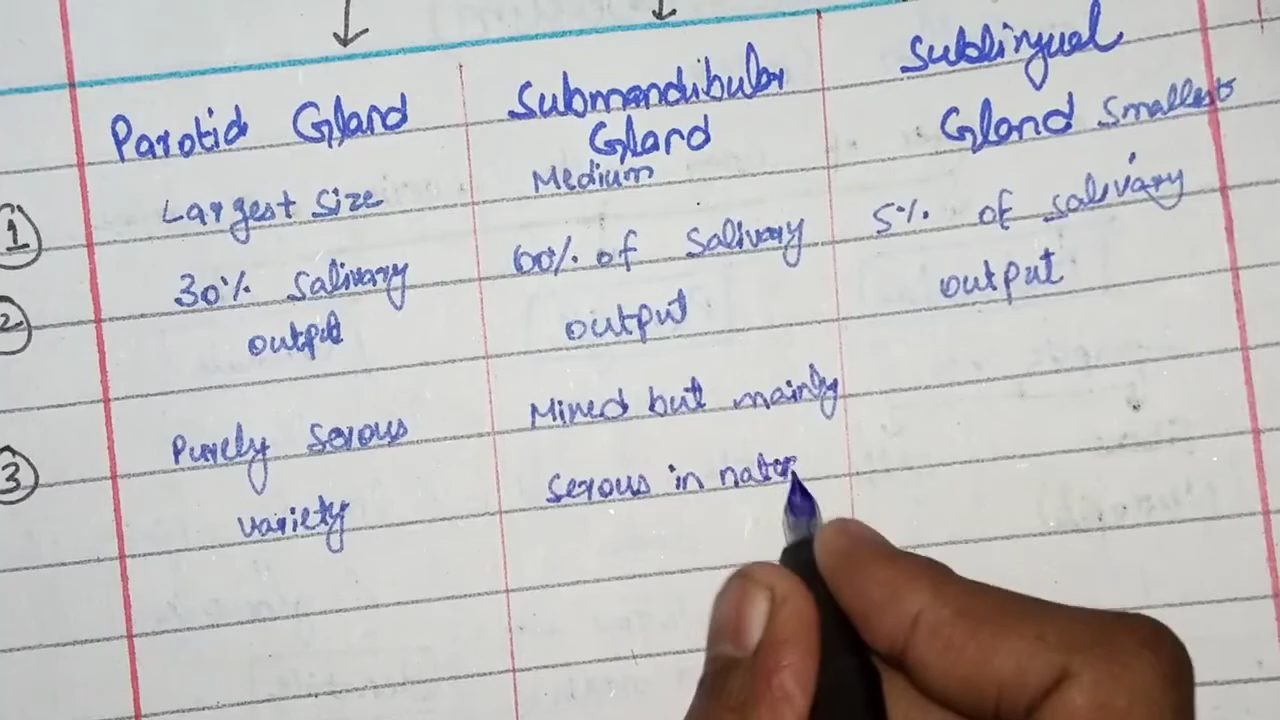 Parotid Gland
Submandibular
Gland
Sublingual
Gland Smallest
1
Largest Size
Medium
2
30% Salivary
output
60% of Salivary
output
5% of salivary
output
3
Purely Serous
variety
Mixed but mainly
Serous in natur